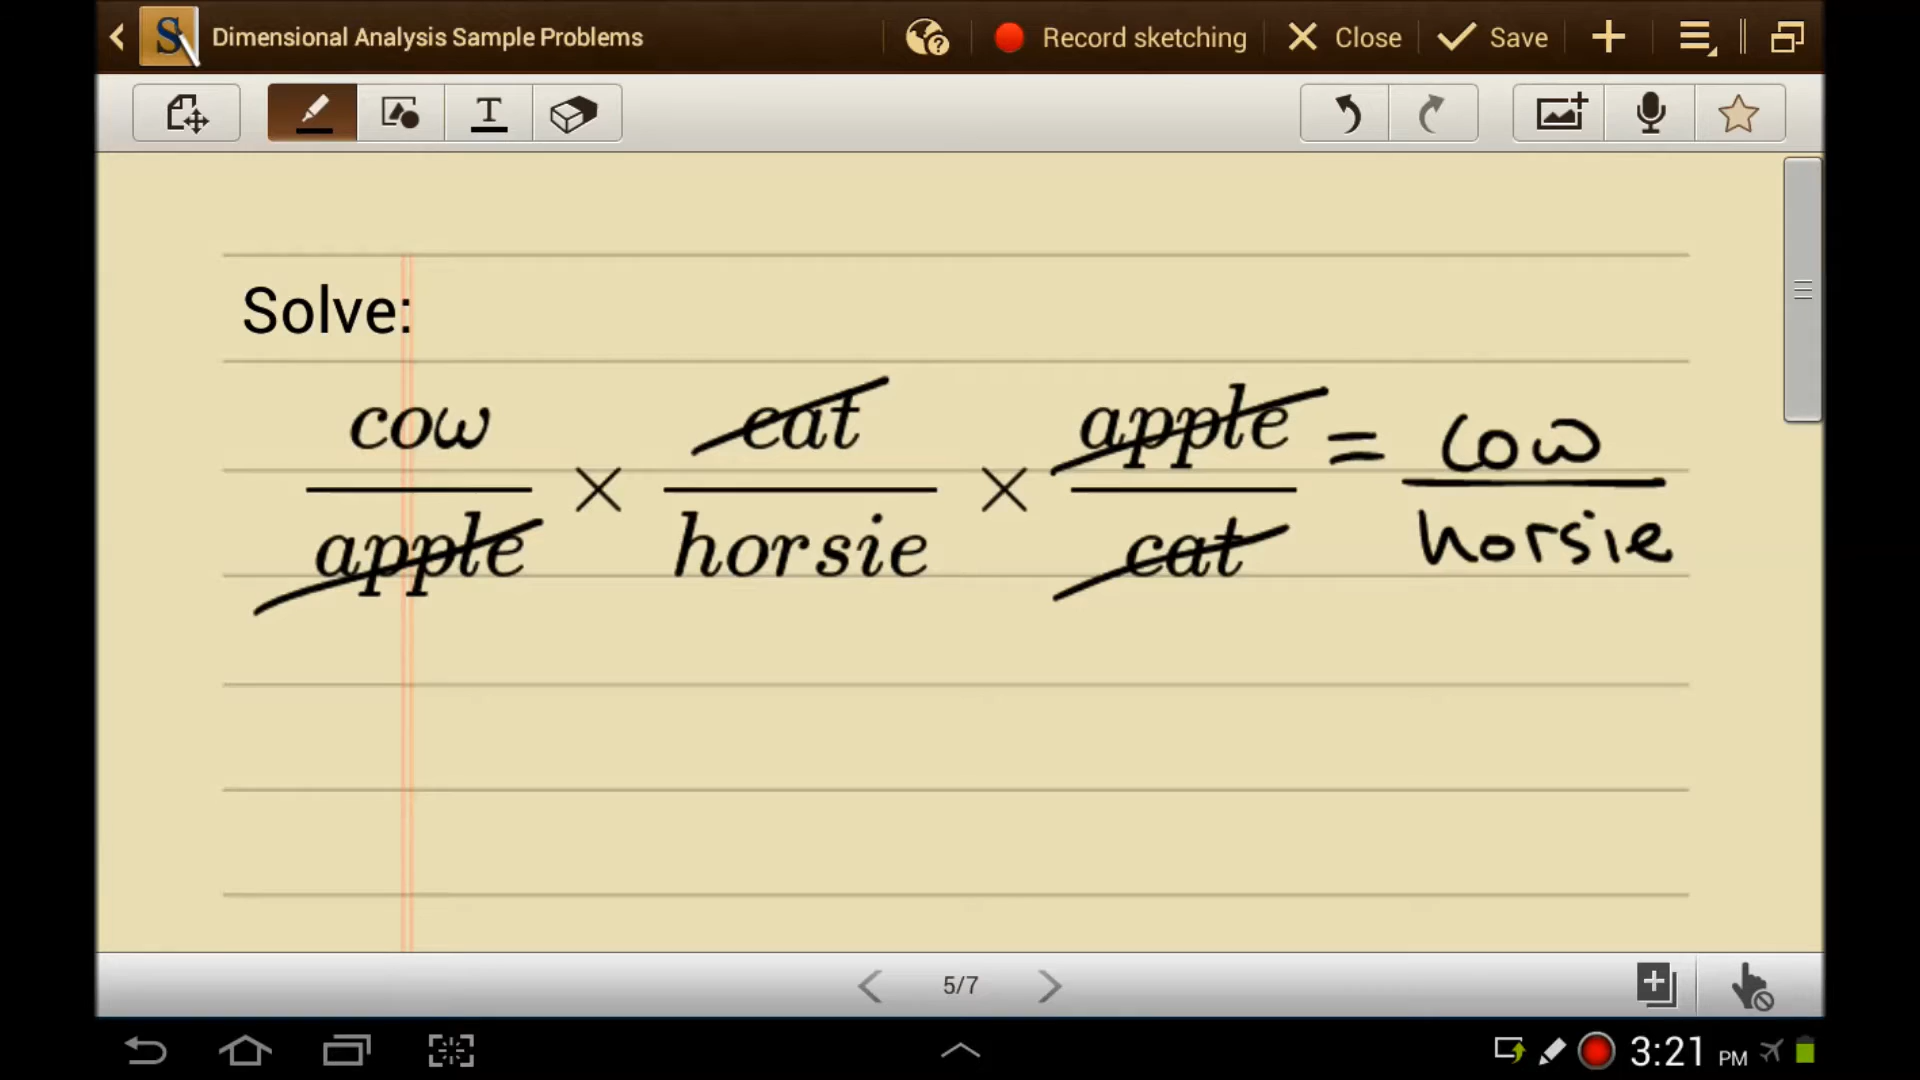 Dimensional Analysis Sample Problems Record sketching Close Save
T
Solve:
cow cat apple = cow
× ×
apple horsie cat horsie
5/7
3:21 PM